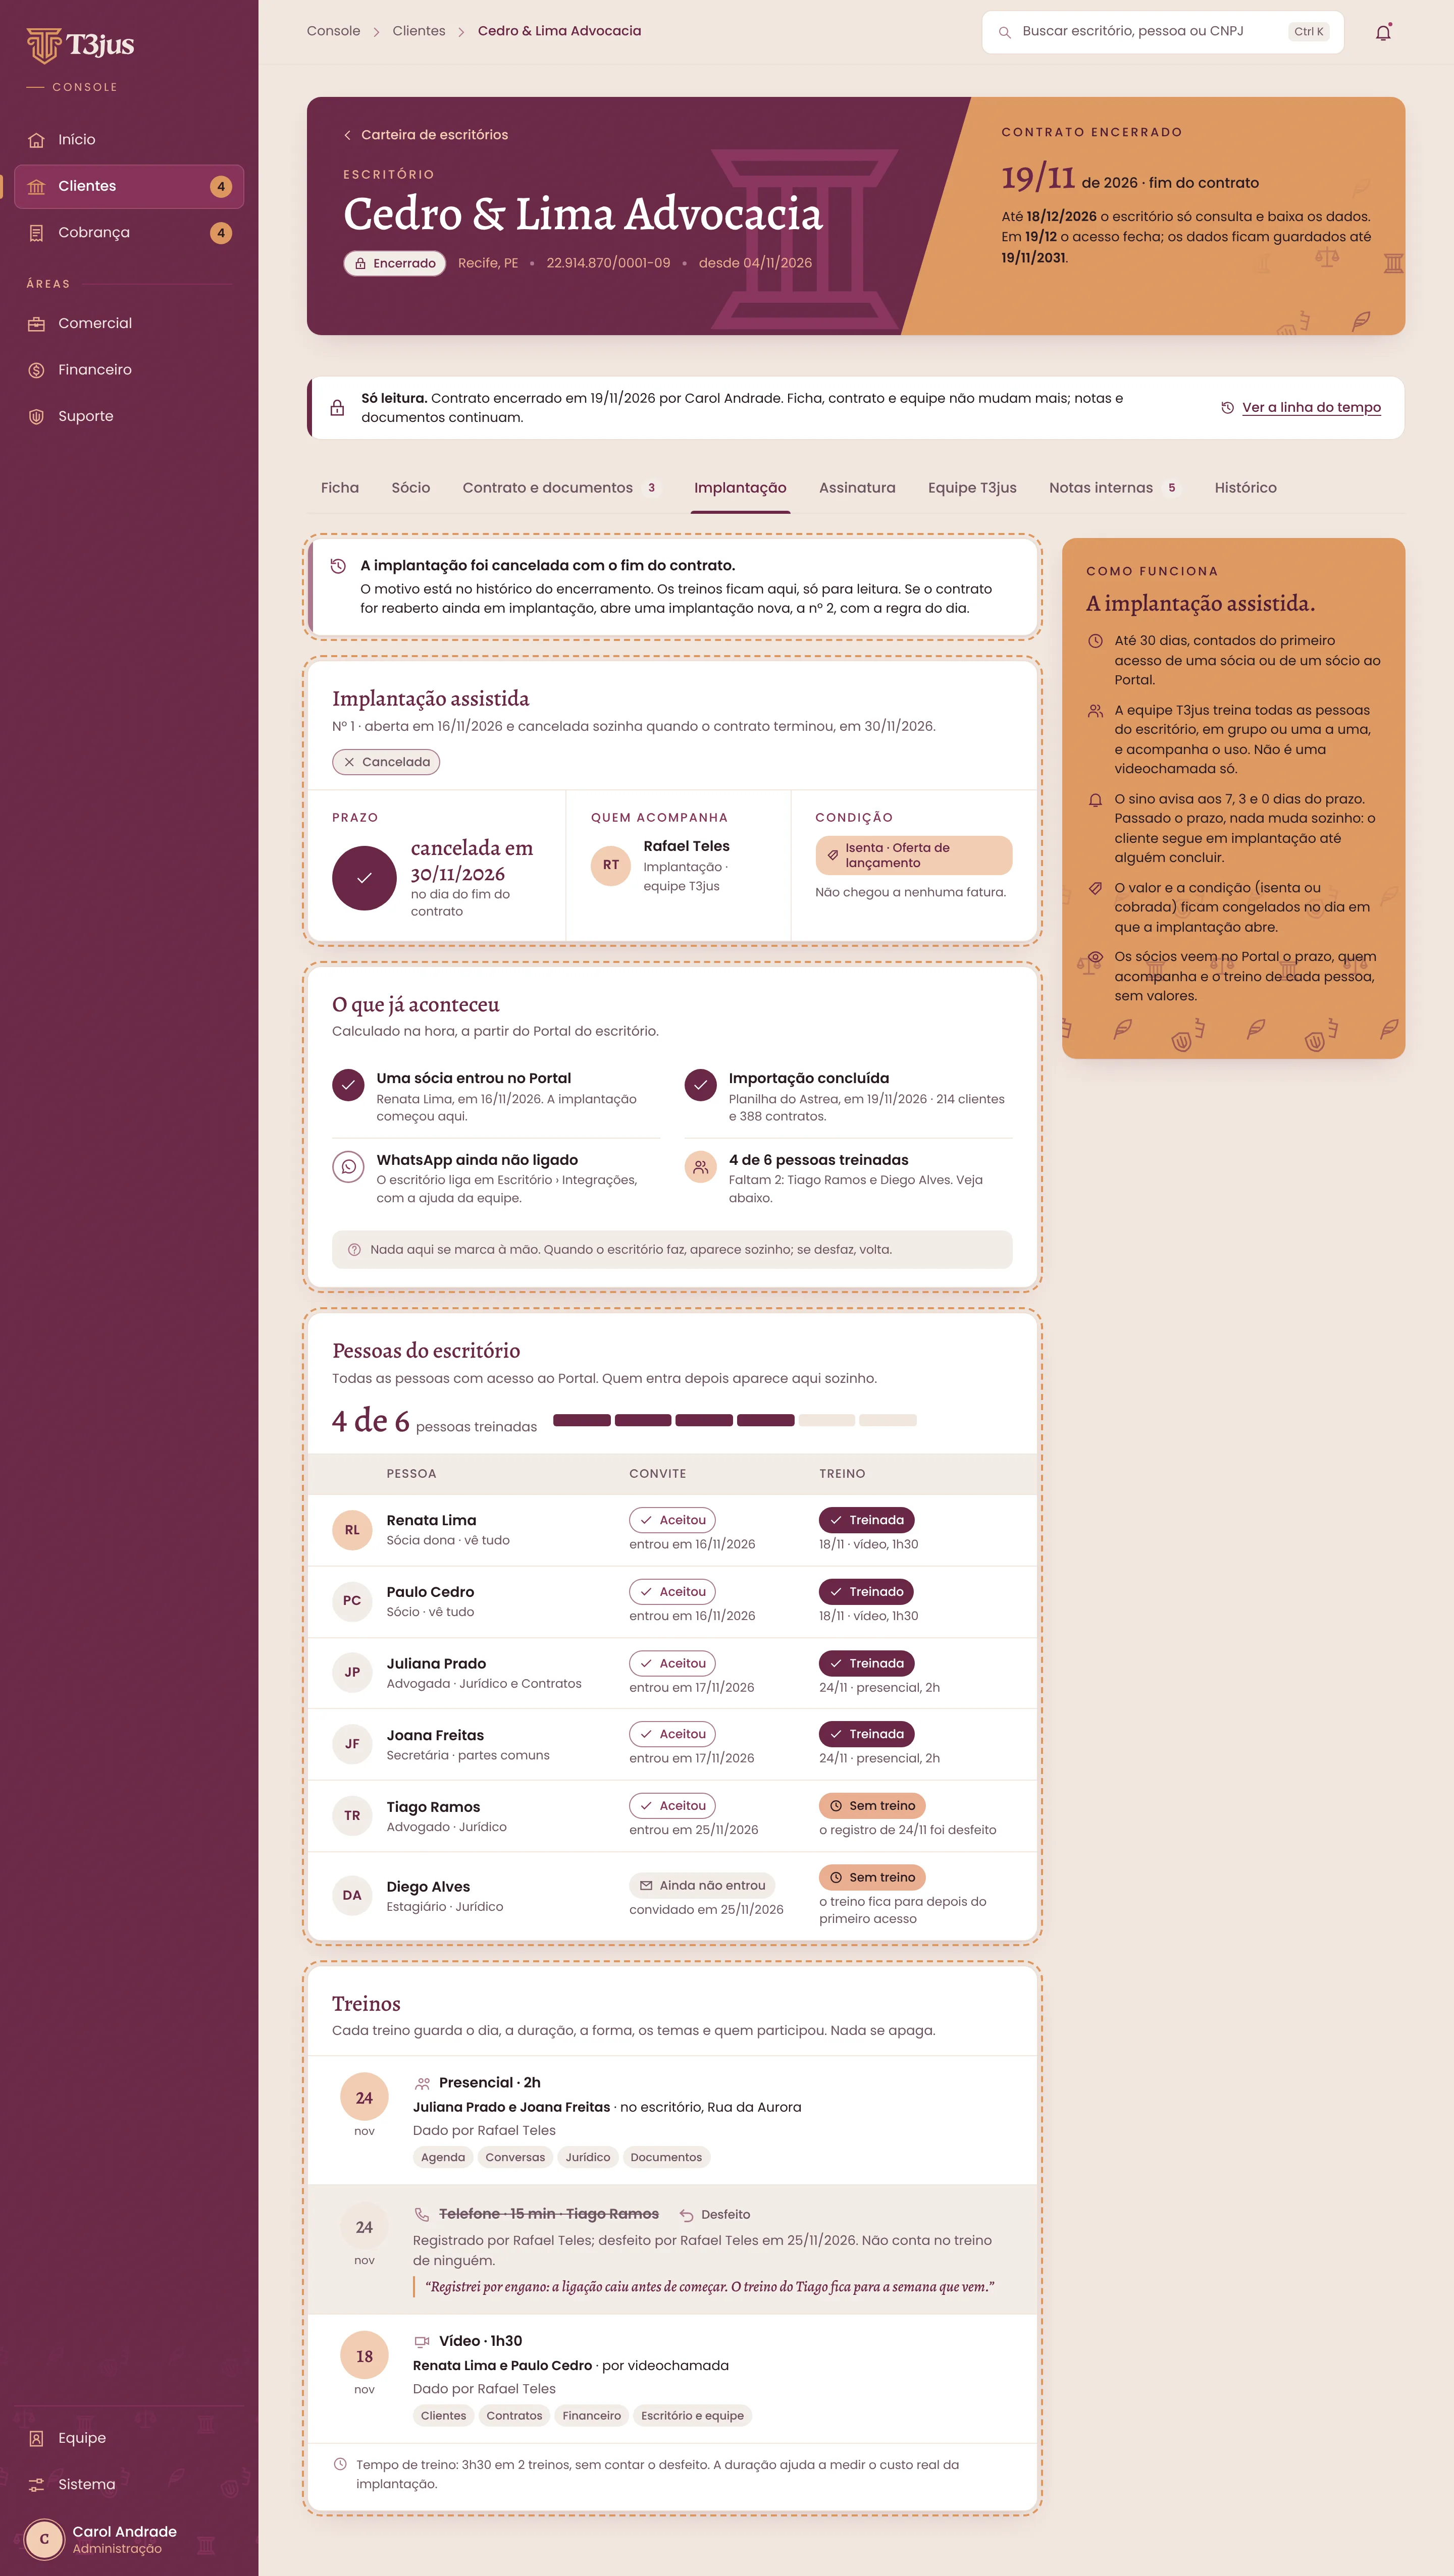 T3jus
CONSOLE
Início
Clientes 4
Cobrança 4
ÁREAS
Comercial
Financeiro
Suporte
Equipe
Sistema
C
Carol Andrade
Administração
Console > Clientes > Cedro & Lima Advocacia
Buscar escritório, pessoa ou CNPJ Ctrl K
Carteira de escritórios
ESCRITÓRIO
Cedro & Lima Advocacia
Encerrado Recife, PE • 22.914.870/0001-09 • desde 04/11/2026
CONTRATO ENCERRADO
19/11 de 2026 · fim do contrato
Até 18/12/2026 o escritório só consulta e baixa os dados.
Em 19/12 o acesso fecha; os dados ficam guardados até
19/11/2031.
Só leitura. Contrato encerrado em 19/11/2026 por Carol Andrade. Ficha, contrato e equipe não mudam mais; notas e
documentos continuam.
Ver a linha do tempo
Ficha Sócio Contrato e documentos 3 Implantação Assinatura Equipe T3jus Notas internas 5 Histórico
A implantação foi cancelada com o fim do contrato.
O motivo está no histórico do encerramento. Os treinos ficam aqui, só para leitura. Se o contrato
for reaberto ainda em implantação, abre uma implantação nova, a nº 2, com a regra do dia.
Implantação assistida
Nº 1 · aberta em 16/11/2026 e cancelada sozinha quando o contrato terminou, em 30/11/2026.
Cancelada
PRAZO
cancelada em
30/11/2026
no dia do fim do
contrato
QUEM ACOMPANHA
RT
Rafael Teles
Implantação ·
equipe T3jus
CONDIÇÃO
Isenta · Oferta de
lançamento
Não chegou a nenhuma fatura.
O que já aconteceu
Calculado na hora, a partir do Portal do escritório.
Uma sócia entrou no Portal
Renata Lima, em 16/11/2026. A implantação
começou aqui.
Importação concluída
Planilha do Astrea, em 19/11/2026 · 214 clientes
e 388 contratos.
WhatsApp ainda não ligado
O escritório liga em Escritório › Integrações,
com a ajuda da equipe.
4 de 6 pessoas treinadas
Faltam 2: Tiago Ramos e Diego Alves. Veja
abaixo.
Nada aqui se marca à mão. Quando o escritório faz, aparece sozinho; se desfaz, volta.
Pessoas do escritório
Todas as pessoas com acesso ao Portal. Quem entra depois aparece aqui sozinho.
4 de 6 pessoas treinadas
PESSOA CONVITE TREINO
RL Renata Lima Aceitou Treinada
Sócia dona · vê tudo entrou em 16/11/2026 18/11 · vídeo, 1h30
PC Paulo Cedro Aceitou Treinado
Sócio · vê tudo entrou em 16/11/2026 18/11 · vídeo, 1h30
JP Juliana Prado Aceitou Treinada
Advogada · Jurídico e Contratos entrou em 17/11/2026 24/11 · presencial, 2h
JF Joana Freitas Aceitou Treinada
Secretária · partes comuns entrou em 17/11/2026 24/11 · presencial, 2h
TR Tiago Ramos Aceitou Sem treino
Advogado · Jurídico entrou em 25/11/2026 o registro de 24/11 foi desfeito
DA Diego Alves Ainda não entrou Sem treino
Estagiário · Jurídico convidado em 25/11/2026 o treino fica para depois do
primeiro acesso
Treinos
Cada treino guarda o dia, a duração, a forma, os temas e quem participou. Nada se apaga.
24
nov
Presencial · 2h
Juliana Prado e Joana Freitas · no escritório, Rua da Aurora
Dado por Rafael Teles
Agenda Conversas Jurídico Documentos
24
nov
Telefone · 15 min · Tiago Ramos Desfeito
Registrado por Rafael Teles; desfeito por Rafael Teles em 25/11/2026. Não conta no treino
de ninguém.
“Registrei por engano: a ligação caiu antes de começar. O treino do Tiago fica para a semana que vem.”
18
nov
Vídeo · 1h30
Renata Lima e Paulo Cedro · por videochamada
Dado por Rafael Teles
Clientes Contratos Financeiro Escritório e equipe
Tempo de treino: 3h30 em 2 treinos, sem contar o desfeito. A duração ajuda a medir o custo real da
implantação.
COMO FUNCIONA
A implantação assistida.
Até 30 dias, contados do primeiro
acesso de uma sócia ou de um sócio ao
Portal.
A equipe T3jus treina todas as pessoas
do escritório, em grupo ou uma a uma,
e acompanha o uso. Não é uma
videochamada só.
O sino avisa aos 7, 3 e 0 dias do prazo.
Passado o prazo, nada muda sozinho: o
cliente segue em implantação até
alguém concluir.
O valor e a condição (isenta ou
cobrada) ficam congelados no dia em
que a implantação abre.
Os sócios veem no Portal o prazo, quem
acompanha e o treino de cada pessoa,
sem valores.